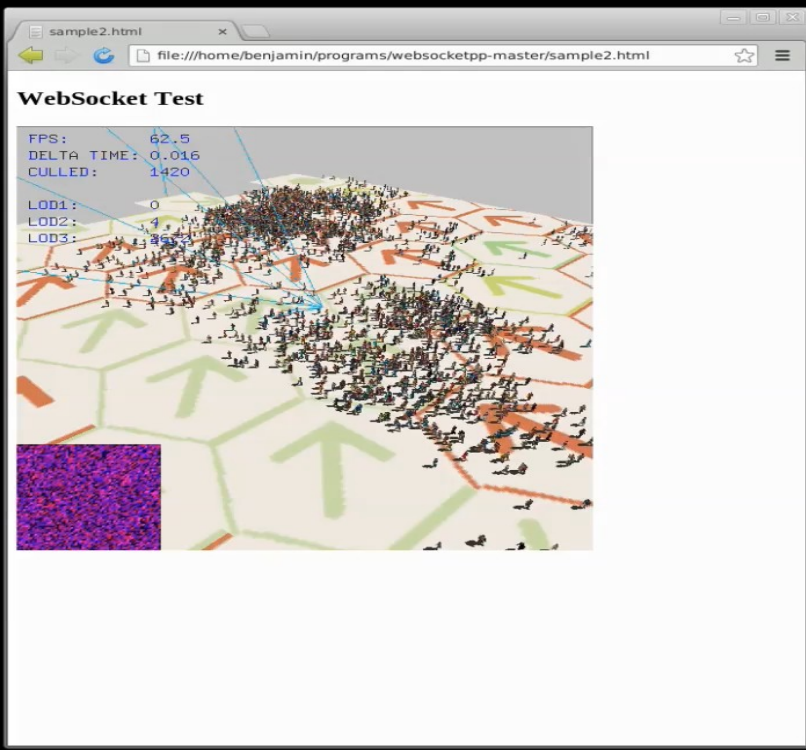 sample2.html
file:///home/benjamin/programs/websocketpp-master/sample2.html
WebSocket Test
FPS: 62.5
DELTA TIME: 0.016
CULLED: 1420
LOD1: 0
LOD2: 4
LOD3: